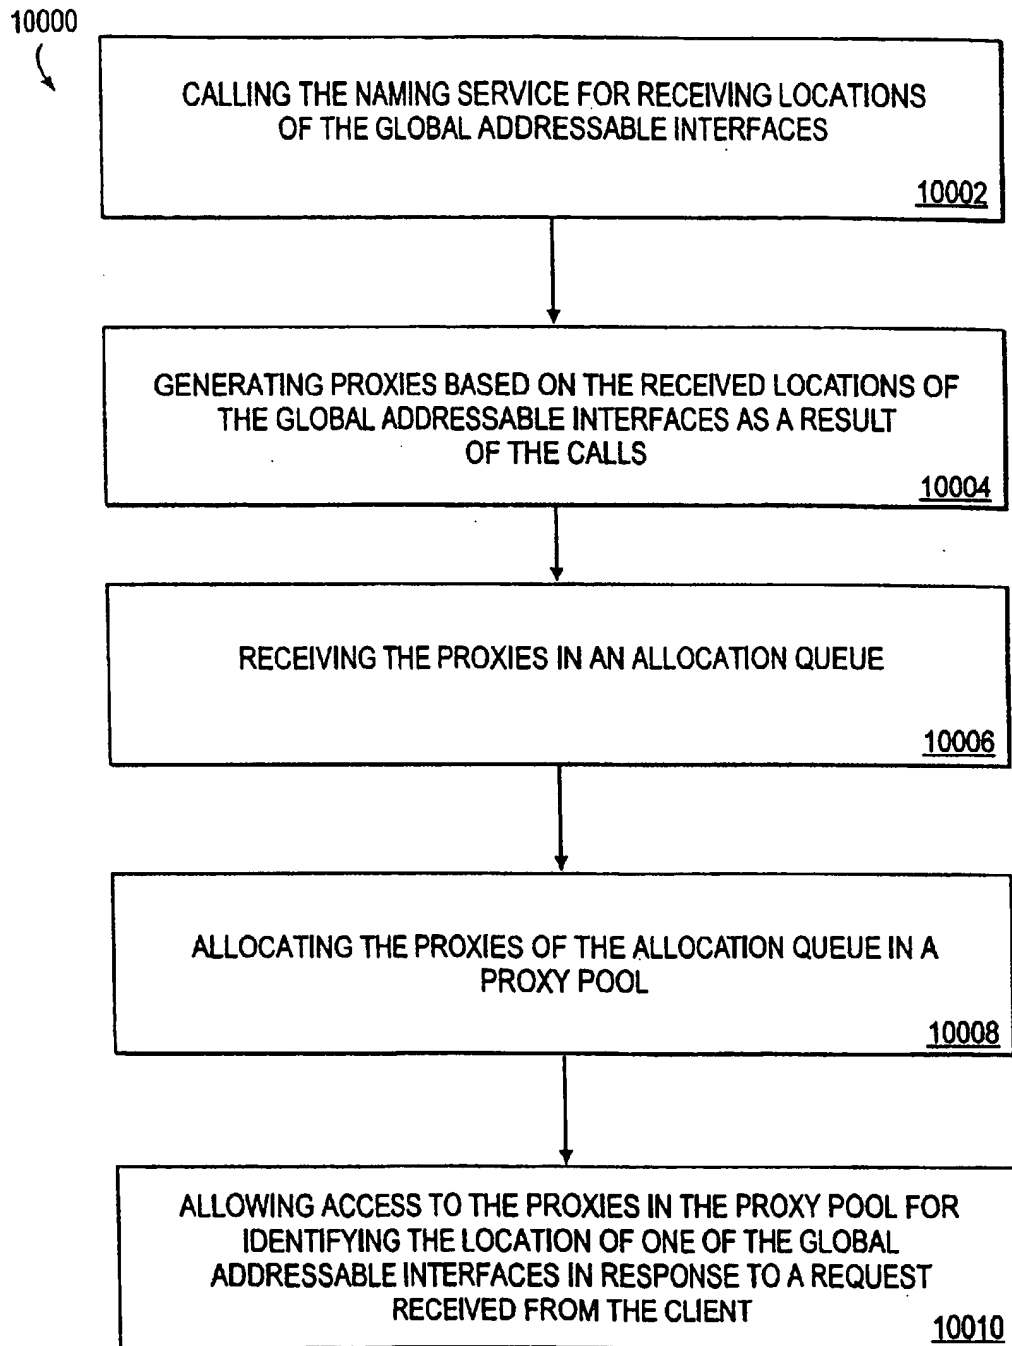 10000
CALLING THE NAMING SERVICE FOR RECEIVING LOCATIONS
OF THE GLOBAL ADDRESSABLE INTERFACES
10002
GENERATING PROXIES BASED ON THE RECEIVED LOCATIONS OF
THE GLOBAL ADDRESSABLE INTERFACES AS A RESULT
OF THE CALLS
10004
RECEIVING THE PROXIES IN AN ALLOCATION QUEUE
10006
ALLOCATING THE PROXIES OF THE ALLOCATION QUEUE IN A
PROXY POOL
10008
ALLOWING ACCESS TO THE PROXIES IN THE PROXY POOL FOR
IDENTIFYING THE LOCATION OF ONE OF THE GLOBAL
ADDRESSABLE INTERFACES IN RESPONSE TO A REQUEST
RECEIVED FROM THE CLIENT
10010